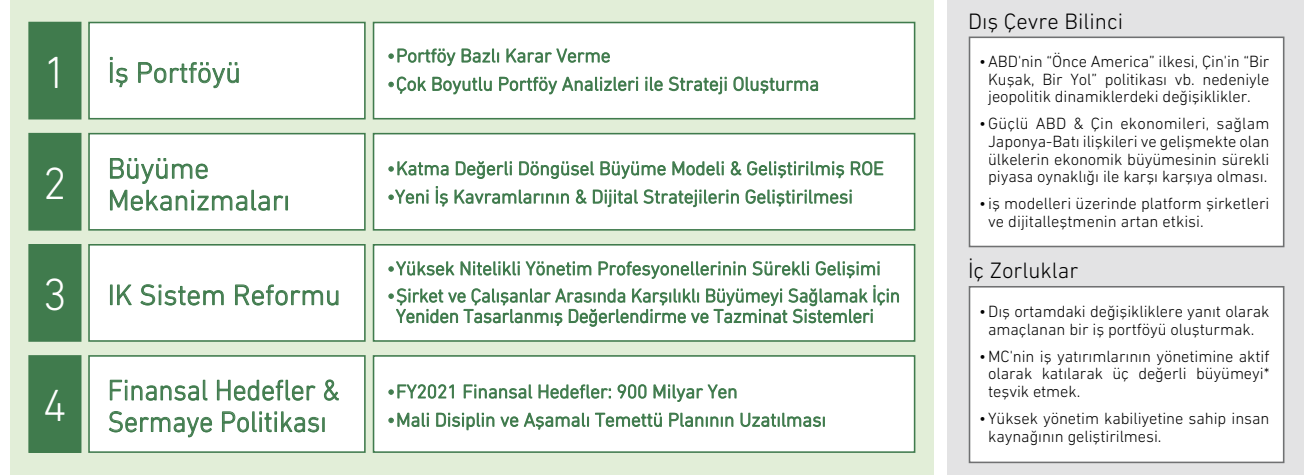 1
İş Portföyü
•Portföy Bazlı Karar Verme
•Çok Boyutlu Portföy Analizleri ile Strateji Oluşturma
2
Büyüme
Mekanizmaları
•Katma Değerli Döngüsel Büyüme Modeli & Geliştirilmiş ROE
•Yeni İş Kavramlarının & Dijital Stratejilerin Geliştirilmesi
3
IK Sistem Reformu
•Yüksek Nitelikli Yönetim Profesyonellerinin Sürekli Gelişimi
•Şirket ve Çalışanlar Arasında Karşılıklı Büyümeyi Sağlamak İçin
Yeniden Tasarlanmış Değerlendirme ve Tazminat Sistemleri
4
Finansal Hedefler &
Sermaye Politikası
•FY2021 Finansal Hedefler: 900 Milyar Yen
•Mali Disiplin ve Aşamalı Temettü Planının Uzatılması
Dış Çevre Bilinci
•ABD'nin “Önce America” ilkesi, Çin'in “Bir
Kuşak, Bir Yol” politikası vb. nedeniyle
jeopolitik dinamiklerdeki değişiklikler.
•Güçlü ABD & Çin ekonomileri, sağlam
Japonya-Batı ilişkileri ve gelişmekte olan
ülkelerin ekonomik büyümesinin sürekli
piyasa oynaklığı ile karşı karşıya olması.
•iş modelleri üzerinde platform şirketleri
ve dijitalleştmenin artan etkisi.
İç Zorluklar
•Dış ortamdaki değişikliklere yanıt olarak
amaçlanan bir iş portföyü oluşturmak.
•MC'nin iş yatırımlarının yönetimine aktif
olarak katılarak üç değerli büyümeyi*
teşvik etmek.
•Yüksek yönetim kabiliyetine sahip insan
kaynağının geliştirilmesi.